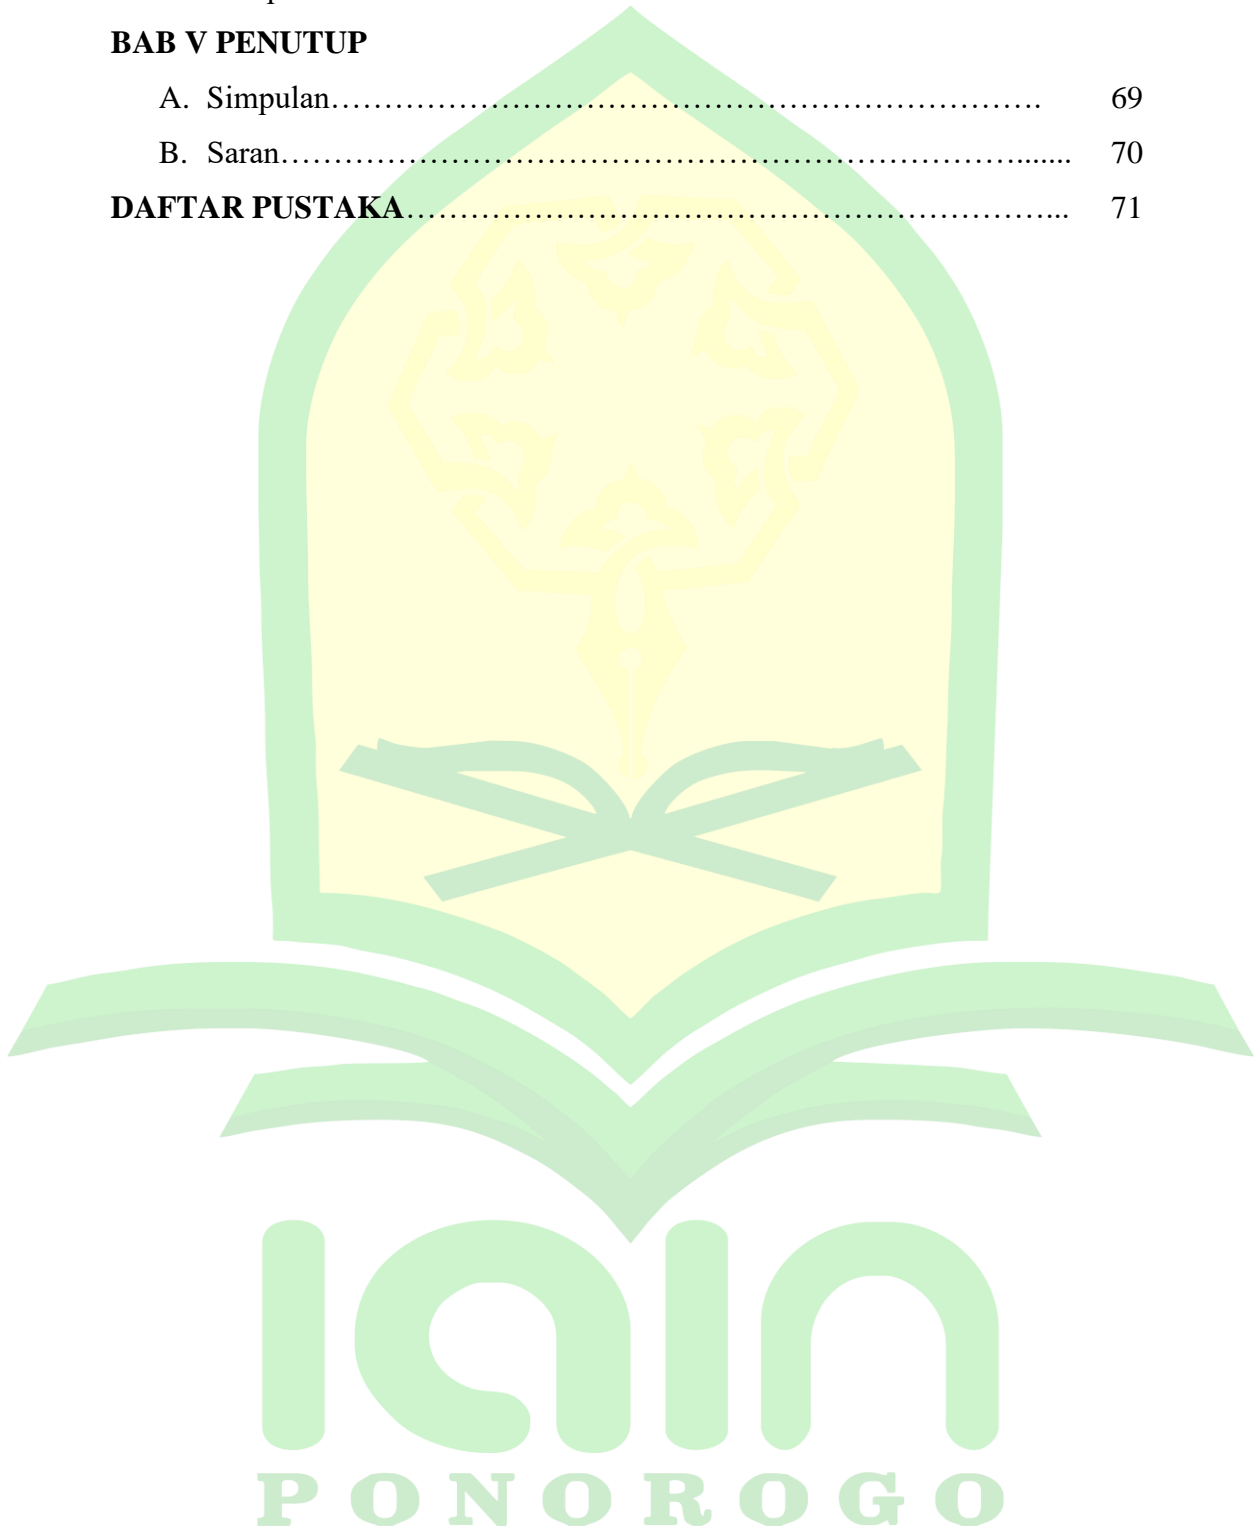 BAB V PENUTUP
A. Simpulan……………………………………………………………. 69
B. Saran………………………………………………………………....... 70
DAFTAR PUSTAKA………………………………………………………... 71
iain
PONOROGO